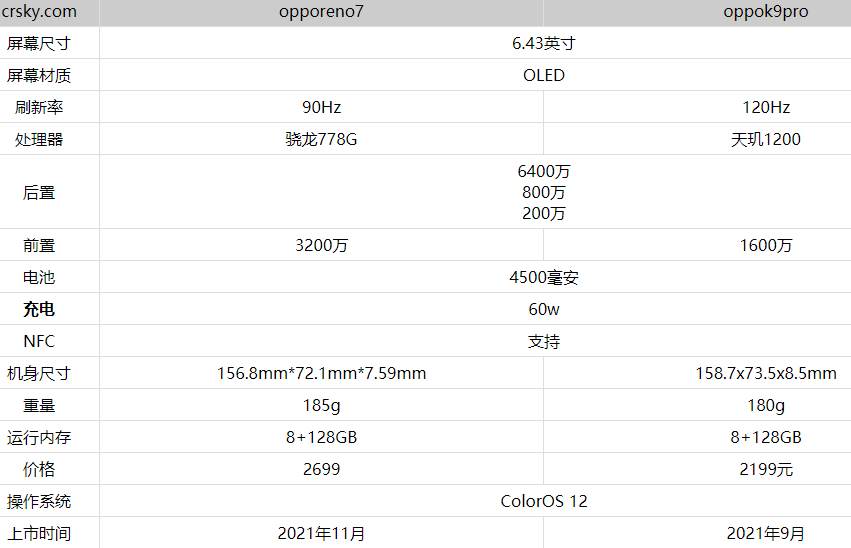 crsky.com opporeno7 oppok9pro
屏幕尺寸 6.43英寸
屏幕材质 OLED
刷新率 90Hz 120Hz
处理器 骁龙778G 天玑1200
后置 6400万
800万
200万
前置 3200万 1600万
电池 4500毫安
充电 60w
NFC 支持
机身尺寸 156.8mm*72.1mm*7.59mm 158.7x73.5x8.5mm
重量 185g 180g
运行内存 8+128GB 8+128GB
价格 2699 2199元
操作系统 ColorOS 12
上市时间 2021年11月 2021年9月